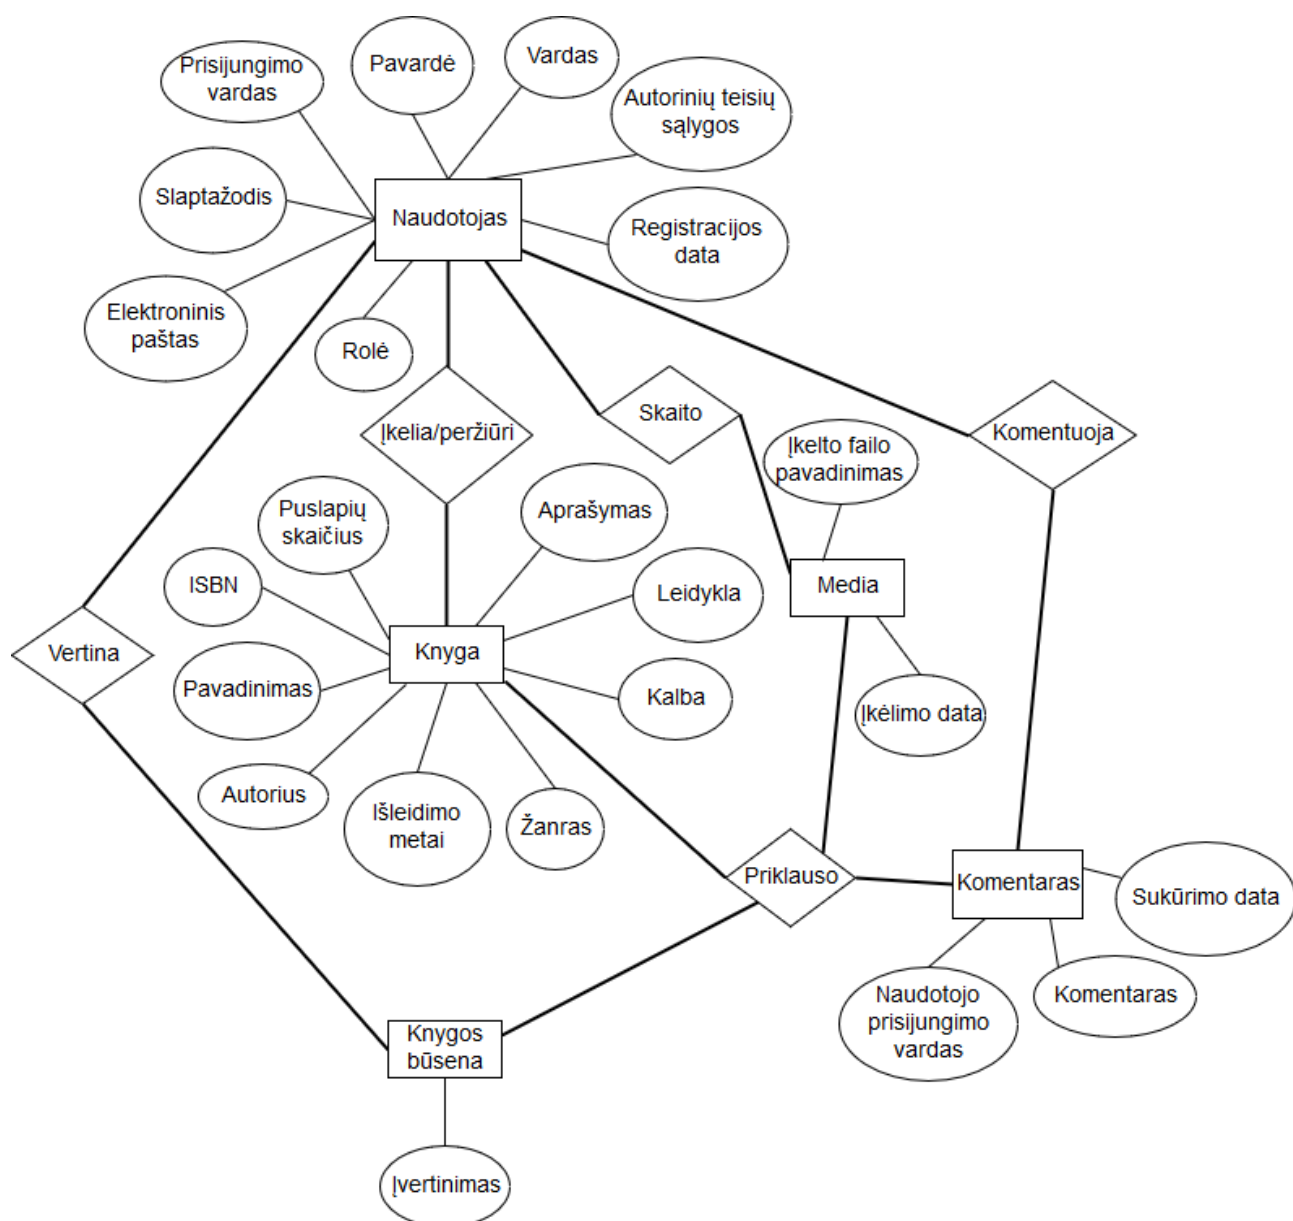 Prisijungimo
vardas
Pavardė
Vardas
Autorinių teisių
sąlygos
Slaptažodis
Naudotojas
Registracijos
data
Elektroninis
paštas
Rolė
Įkelia/peržiūri
Skaito
Komentuoja
Įkelto failo
pavadinimas
Puslapių
skaičius
Aprašymas
ISBN
Leidykla
Media
Vertina
Knyga
Pavadinimas
Kalba
Įkėlimo data
Autorius
Išleidimo
metai
Žanras
Priklauso
Komentaras
Sukūrimo data
Naudotojo
prisijungimo
vardas
Komentaras
Knygos
būsena
Įvertinimas